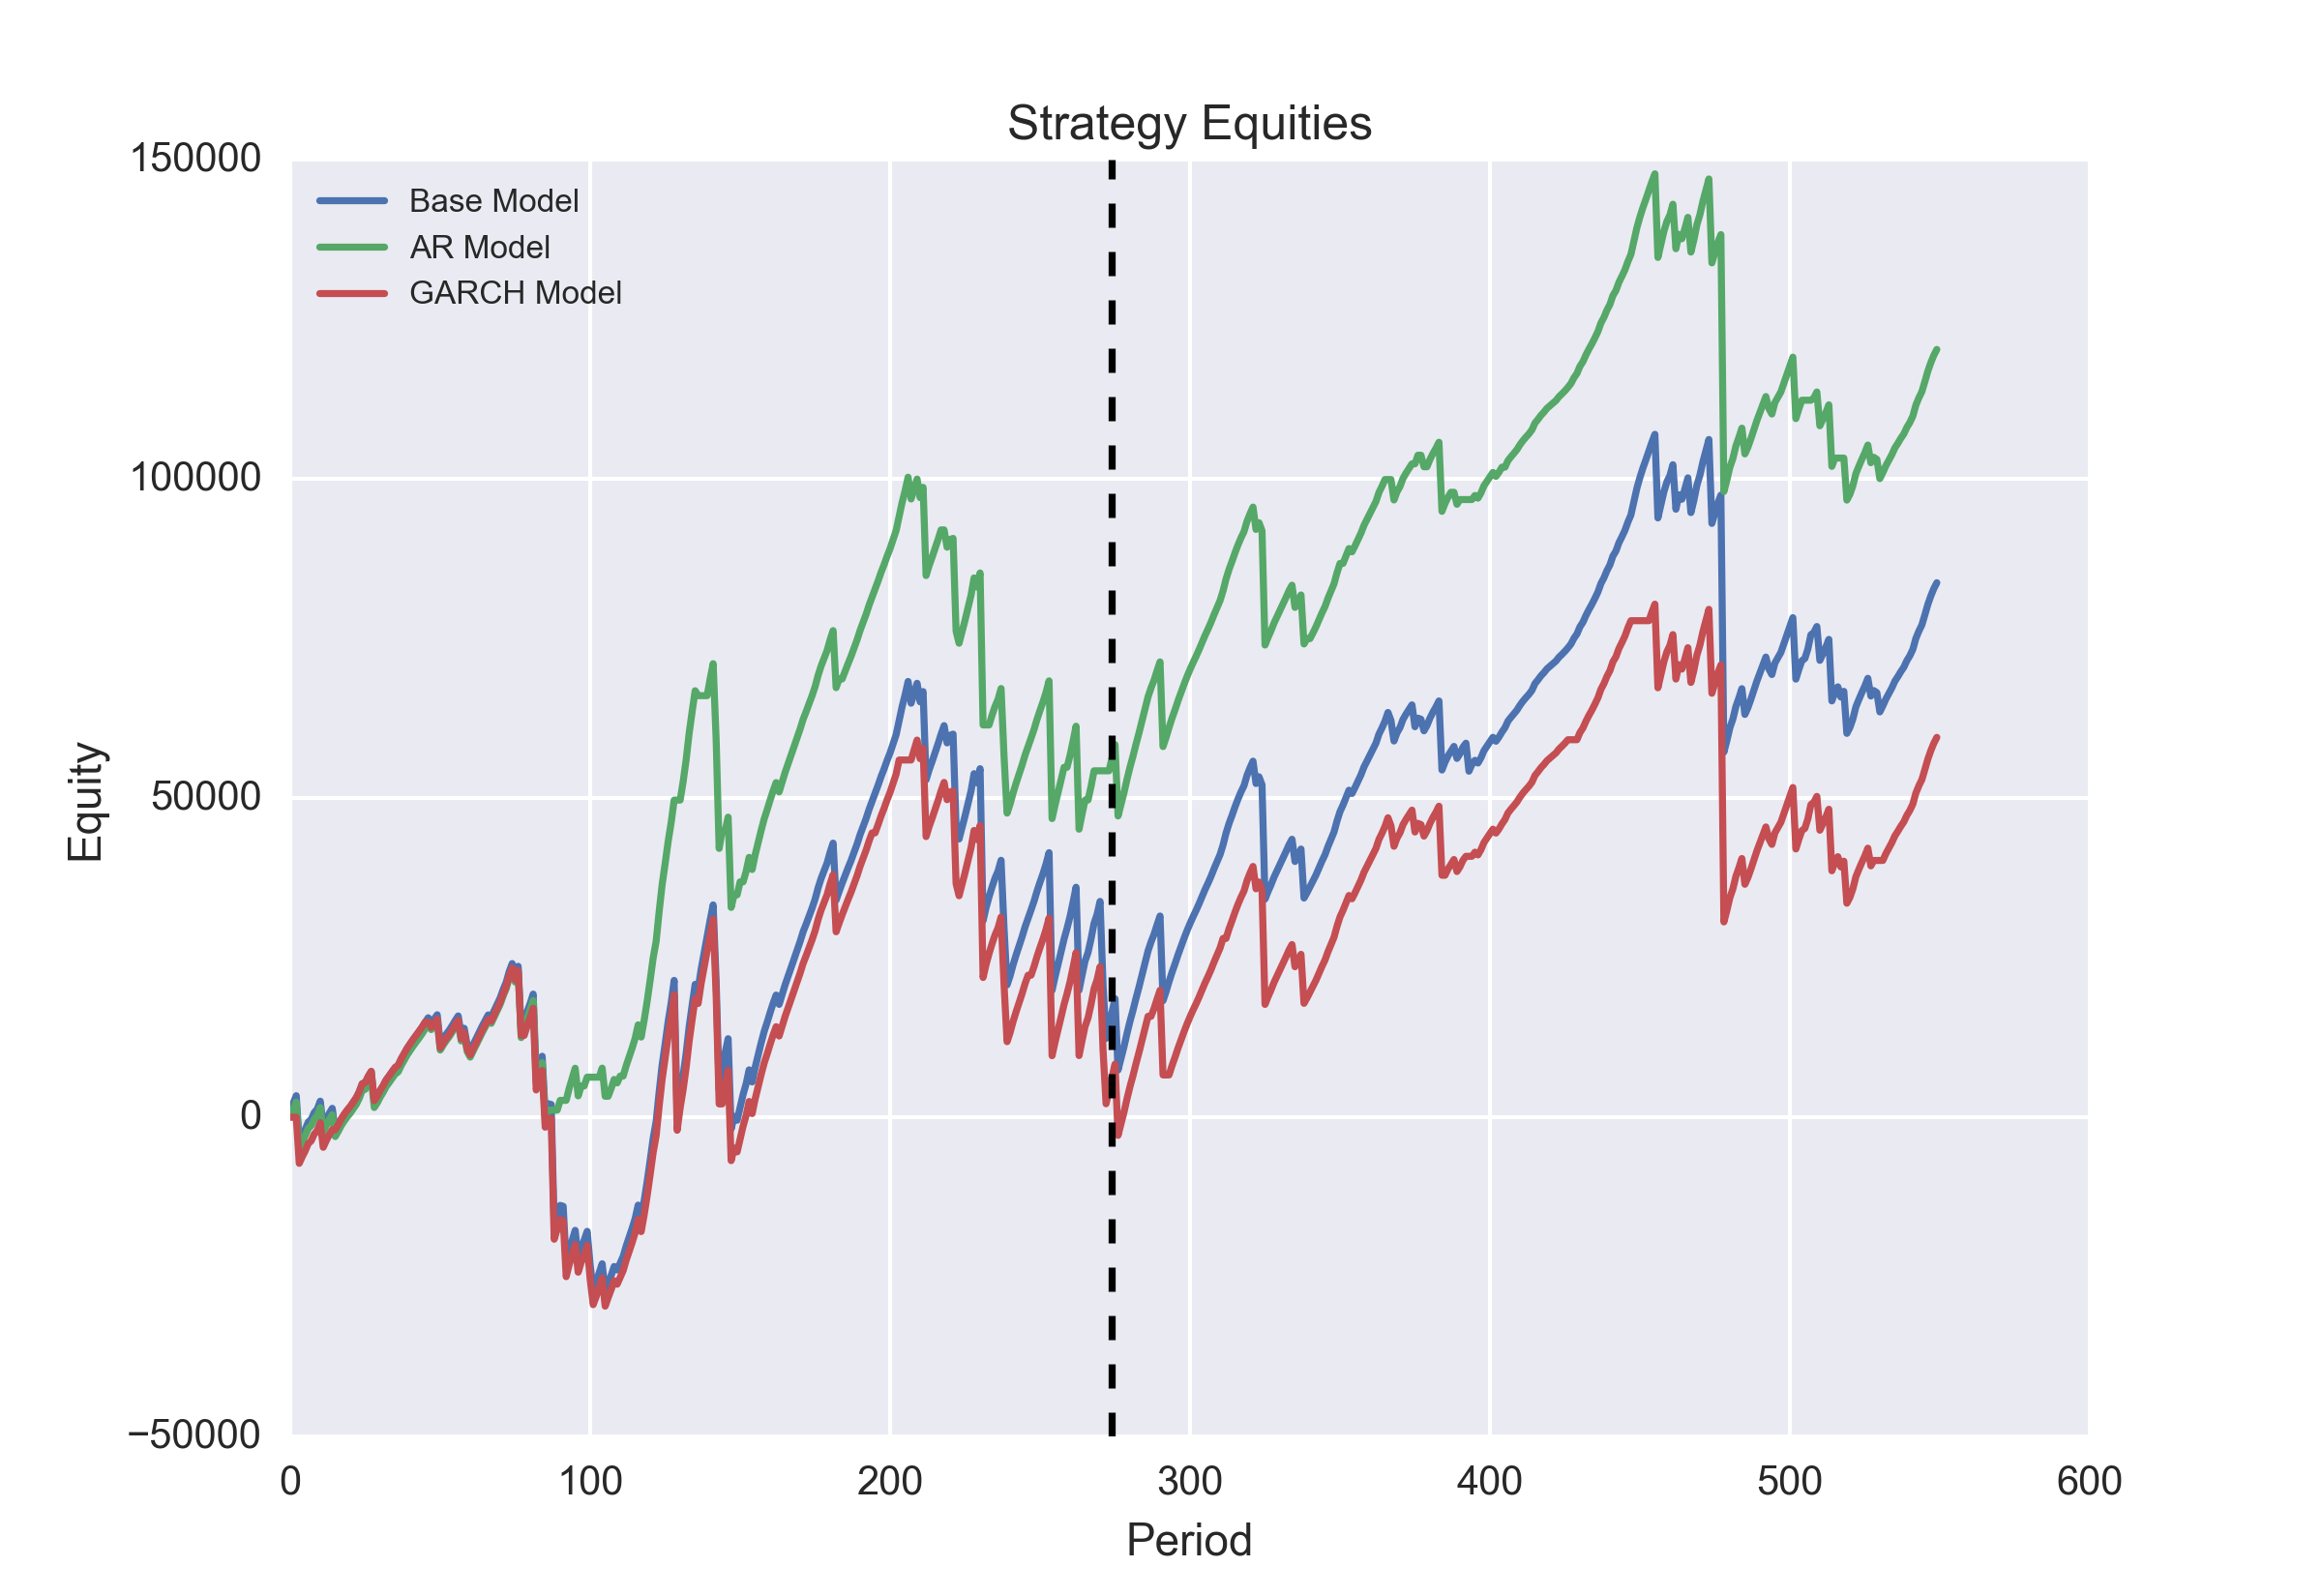 Strategy Equities
150000
100000
50000
0
−50000
Equity
Base Model
AR Model
GARCH Model
0 100 200 300 400 500 600
Period